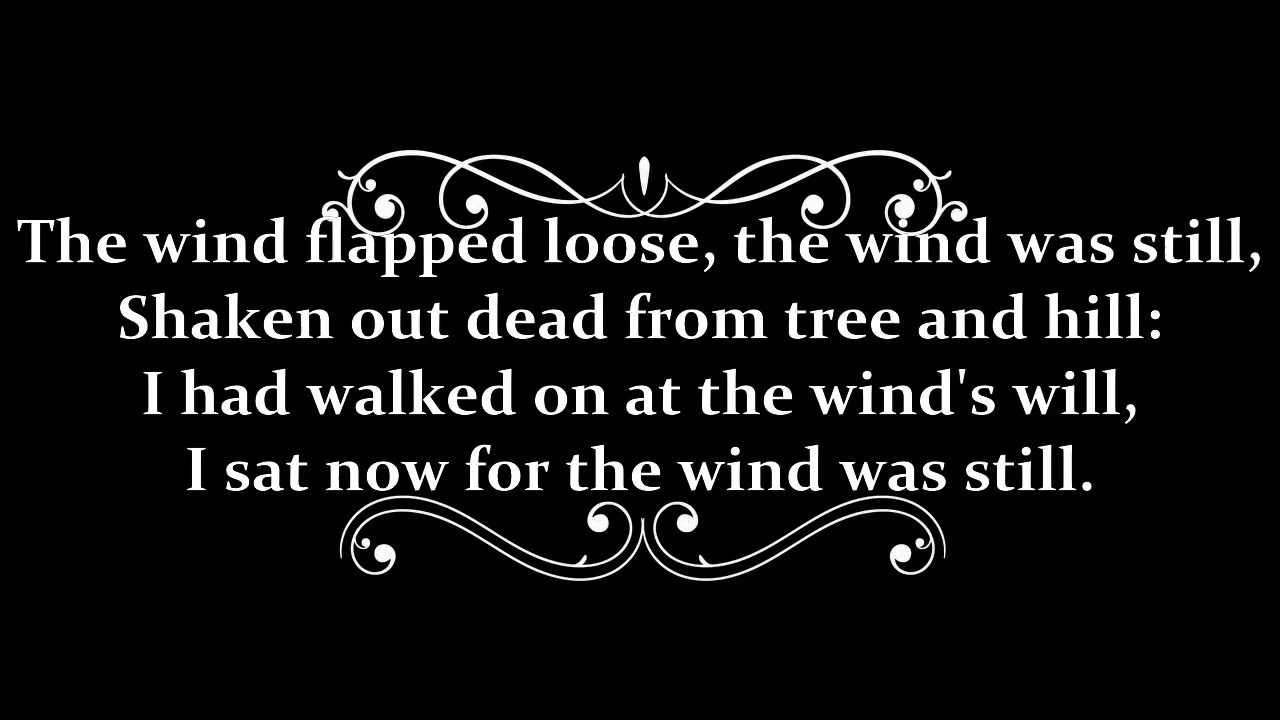 The wind flapped loose, the wind was still,
Shaken out dead from tree and hill:
I had walked on at the wind's will,
I sat now for the wind was still.